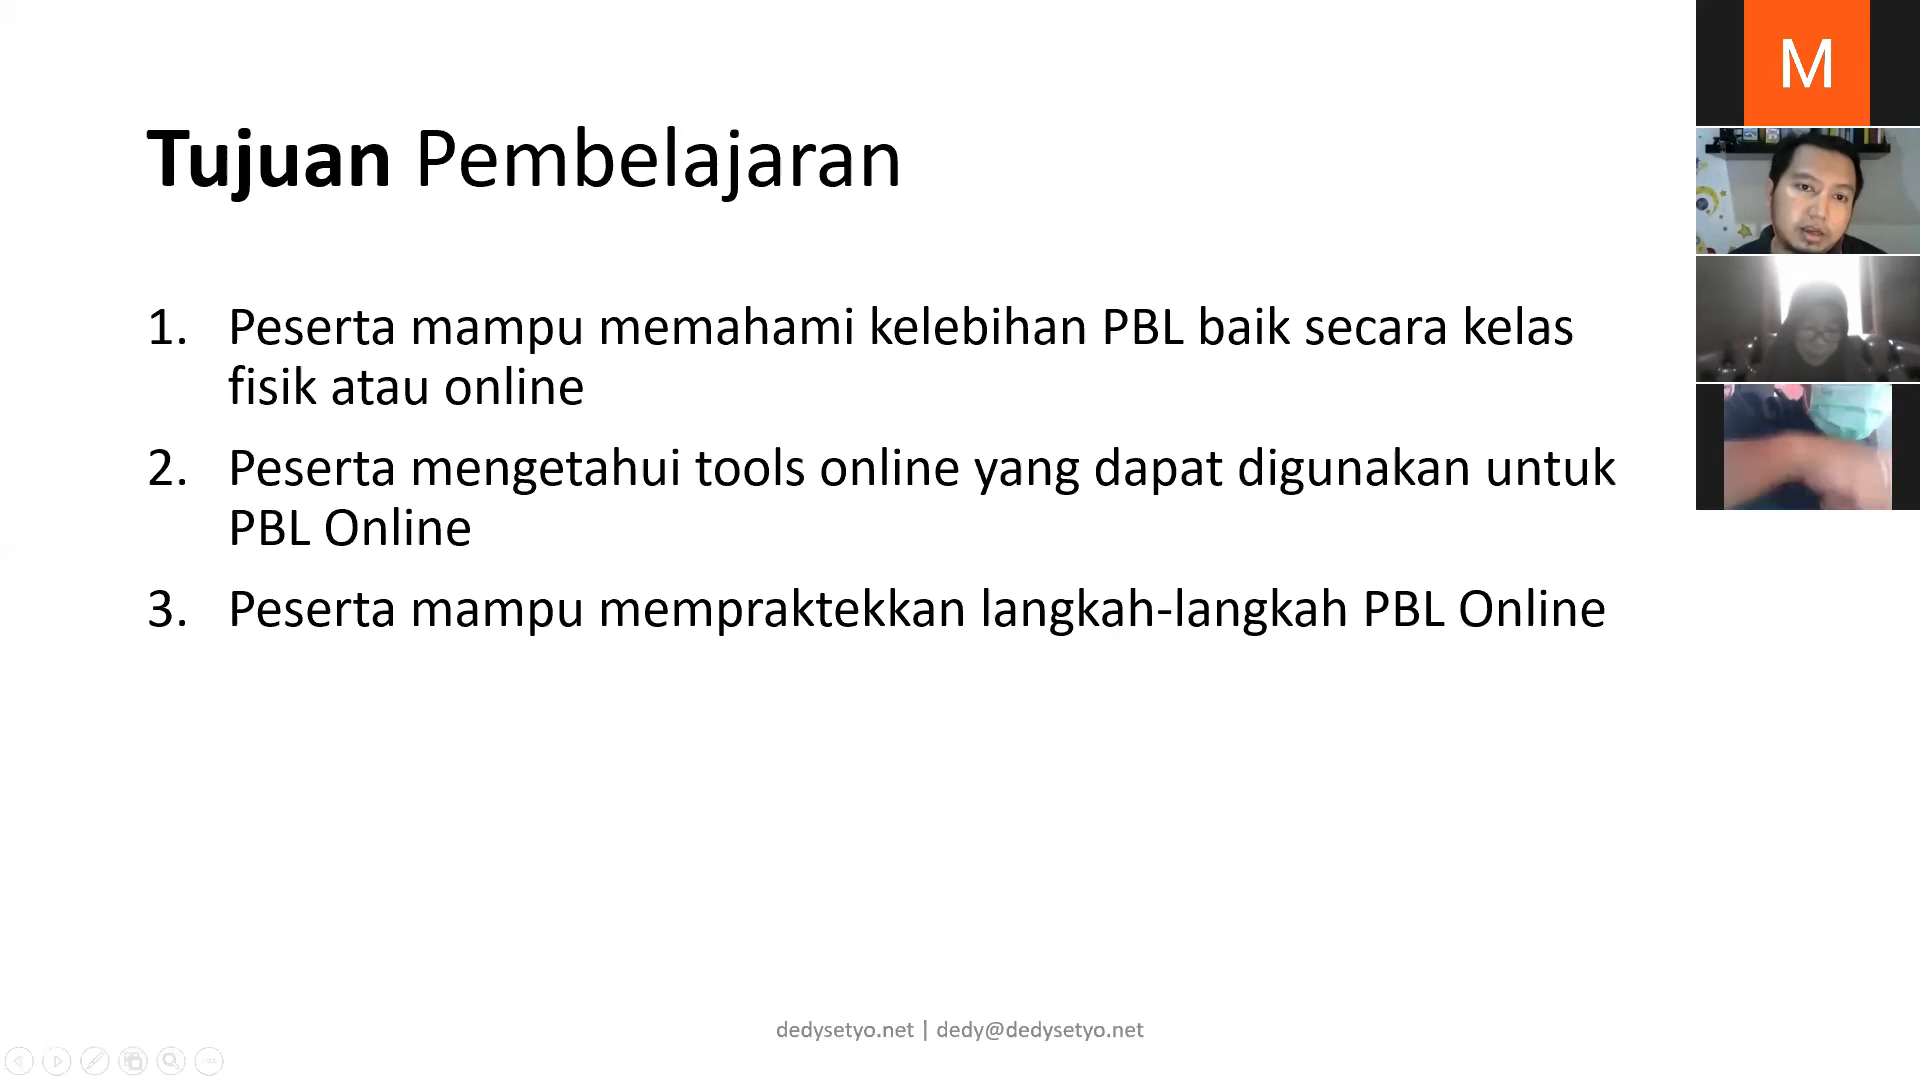 Tujuan Pembelajaran
1. Peserta mampu memahami kelebihan PBL baik secara kelas
fisik atau online
2. Peserta mengetahui tools online yang dapat digunakan untuk
PBL Online
3. Peserta mampu mempraktekkan langkah-langkah PBL Online
dedysetyo.net | dedy@dedysetyo.net
M